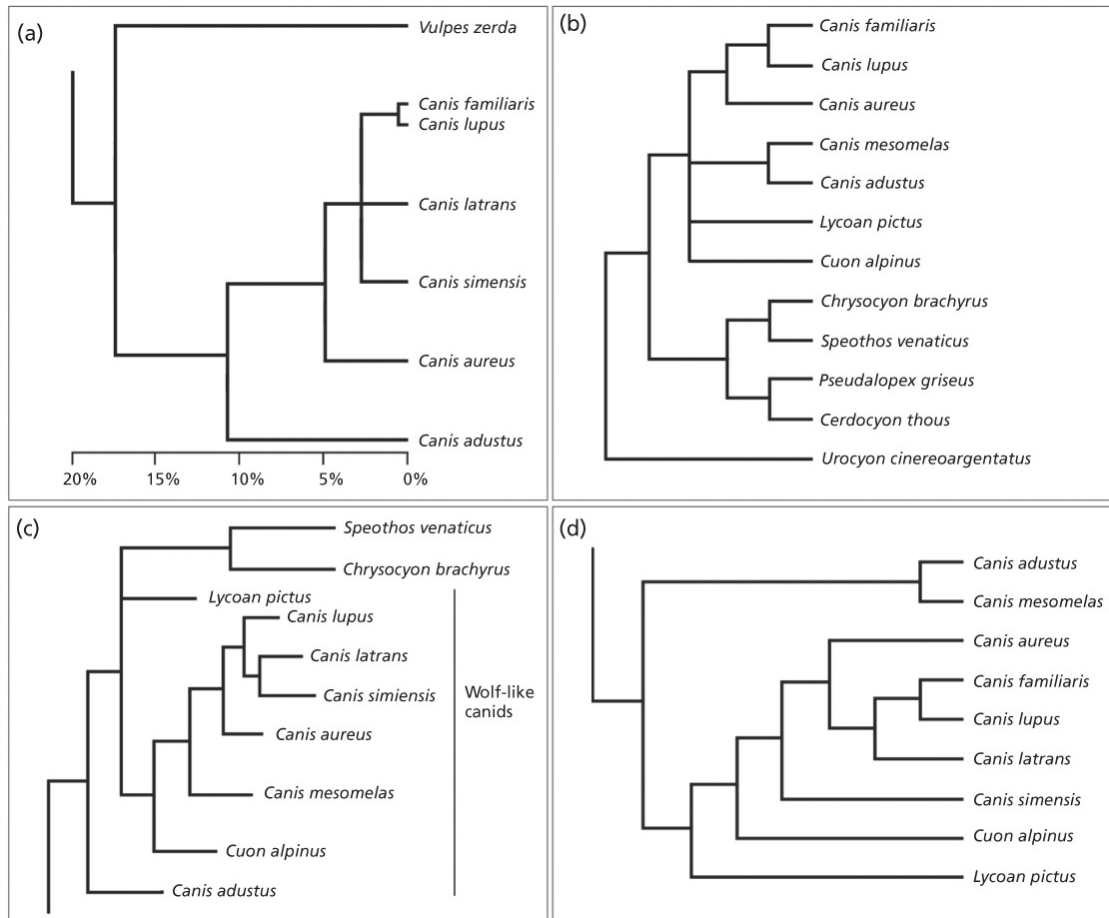 (a)
Vulpes zerda
Canis familiaris
Canis lupus
Canis latrans
Canis simensis
Canis aureus
Canis adustus
20% 15% 10% 5% 0%
(b)
Canis familiaris
Canis lupus
Canis aureus
Canis mesomelas
Canis adustus
Lycoan pictus
Cuon alpinus
Chrysocyon brachyrus
Speothos venaticus
Pseudalopex griseus
Cerdocyon thous
Urocyon cinereoargentatus
(c)
Speothos venaticus
Chrysocyon brachyrus
Lycoan pictus
Canis lupus
Canis latrans
Canis simiensis
Canis aureus
Canis mesomelas
Cuon alpinus
Canis adustus
Wolf-like
canids
(d)
Canis adustus
Canis mesomelas
Canis aureus
Canis familiaris
Canis lupus
Canis latrans
Canis simensis
Cuon alpinus
Lycoan pictus